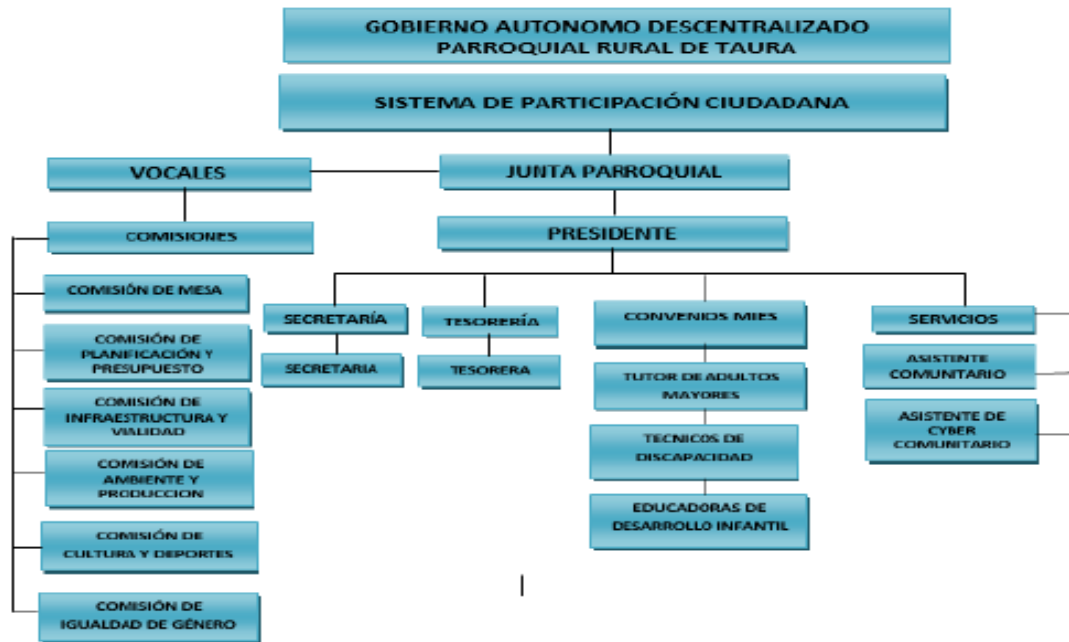 GOBIERNO AUTONOMO DESCENTRALIZADO
PARROQUIAL RURAL DE TAURA
SISTEMA DE PARTICIPACIÓN CIUDADANA
VOCALES
JUNTA PARROQUIAL
COMISIONES
PRESIDENTE
COMISIÓN DE MESA
COMISIÓN DE
PLANIFICACIÓN Y
PRESUPUESTO
COMISIÓN DE
INFRAESTRUCTURA Y
VIALIDAD
COMISIÓN DE
AMBIENTE Y
PRODUCCION
COMISIÓN DE
CULTURA Y DEPORTES
COMISIÓN DE
IGUALDAD DE GÉNERO
SECRETARÍA
SECRETARIA
TESORERÍA
TESORERA
CONVENIOS MIES
TUTOR DE ADULTOS
MAYORES
TECNICOS DE
DISCAPACIDAD
EDUCADORAS DE
DESARROLLO INFANTIL
SERVICIOS
ASISTENTE
COMUNITARIO
ASISTENTE DE
CYBER
COMUNITARIO